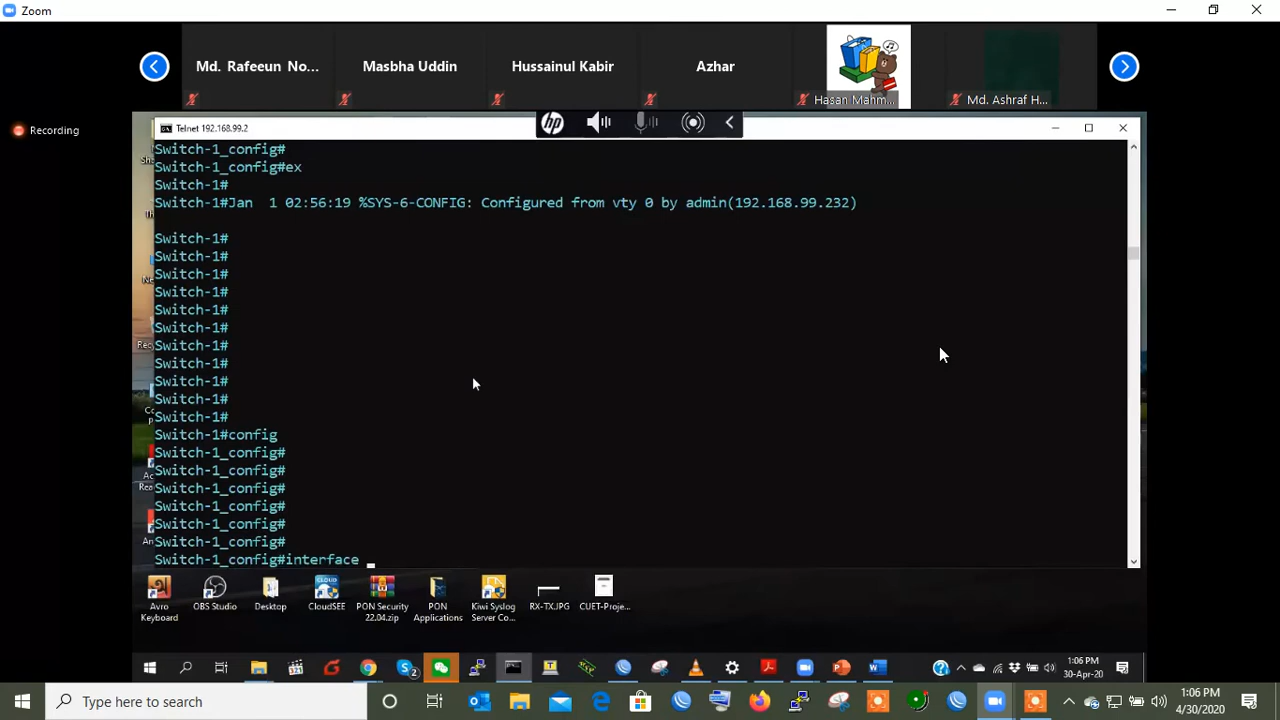 Zoom
Md. Rafeeun No...
Masbha Uddin
Hussainul Kabir
Azhar
Hasan Mahm...
Md. Ashraf H...
Recording
Telnet 192.168.99.2
Switch-1_config#
Switch-1_config#ex
Switch-1#
Switch-1#Jan  1 02:56:19 %SYS-6-CONFIG: Configured from vty 0 by admin(192.168.99.232)
Switch-1#
Switch-1#
Switch-1#
Switch-1#
Switch-1#
Switch-1#
Switch-1#
Switch-1#
Switch-1#
Switch-1#
Switch-1#
Switch-1#config
Switch-1_config#
Switch-1_config#
Switch-1_config#
Switch-1_config#
Switch-1_config#
Switch-1_config#
Switch-1_config#interface
Avro Keyboard
OBS Studio
Desktop
CloudSEE
PON Security 22.04.zip
PON Applications
Kiwi Syslog Server Co...
RX-TX.JPG
CUET-Proje...
1:06 PM
30-Apr-20
Type here to search
1:06 PM
4/30/2020